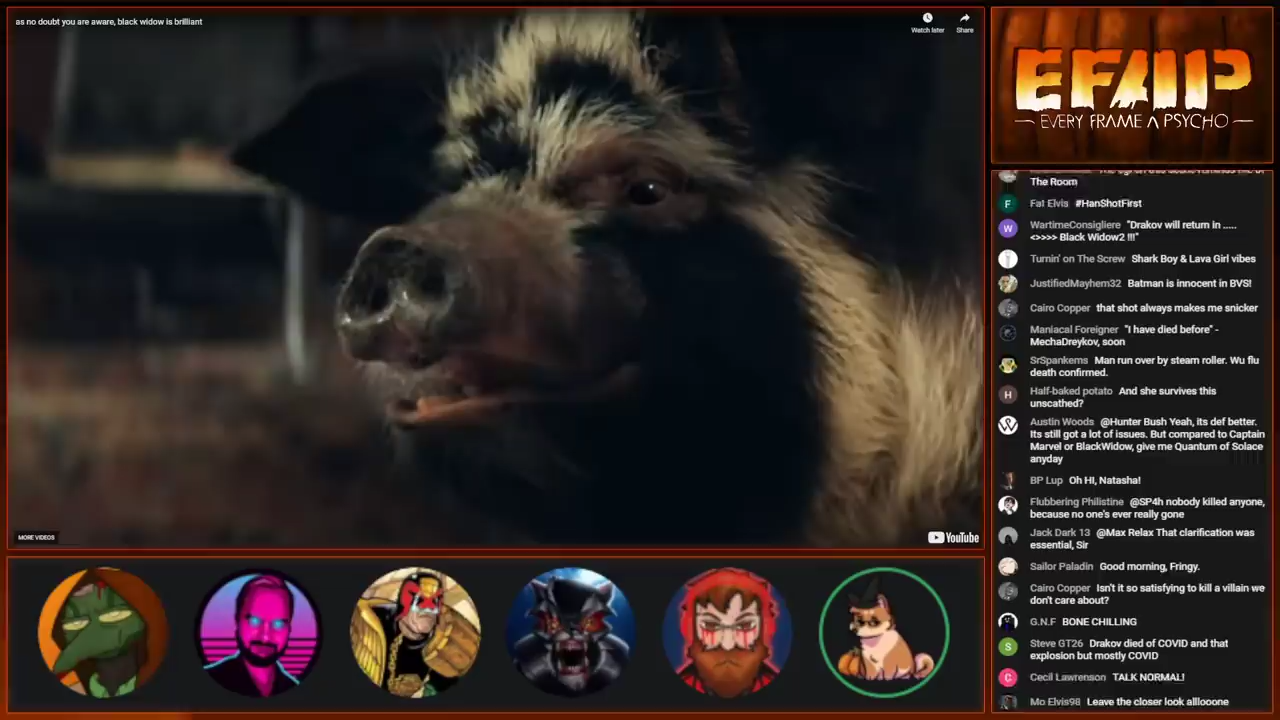 as no doubt you are aware, black widow is brilliant
Watch later
Share
MORE VIDEOS
YouTube
EFAP
EVERY FRAME A PSYCHO
The Room
Fat Elvis #HanShotFirst
WartimeConsigliere "Drakov will return in .....
<>>>> Black Widow2 !!!"
Turnin' on The Screw Shark Boy & Lava Girl vibes
JustifiedMayhem32 Batman is innocent in BVS!
Cairo Copper that shot always makes me snicker
Maniacal Foreigner "I have died before" -
MechaDreykov, soon
SrSpankems Man run over by steam roller. Wu flu
death confirmed.
H
Half-baked potato And she survives this
unscathed?
Austin Woods @Hunter Bush Yeah, its def better.
Its still got a lot of issues. But compared to Captain
Marvel or BlackWidow, give me Quantum of Solace
anyday
BP Lup Oh HI, Natasha!
Flubbering Philistine @SP4h nobody killed anyone,
because no one's ever really gone
Jack Dark 13 @Max Relax That clarification was
essential, Sir
Sailor Paladin Good morning, Fringy.
Cairo Copper Isn't it so satisfying to kill a villain we
don't care about?
G.N.F BONE CHILLING
S
Steve GT26 Drakov died of COVID and that
explosion but mostly COVID
C
Cecil Lawrenson TALK NORMAL!
Mo Elvis98 Leave the closer look alllooone